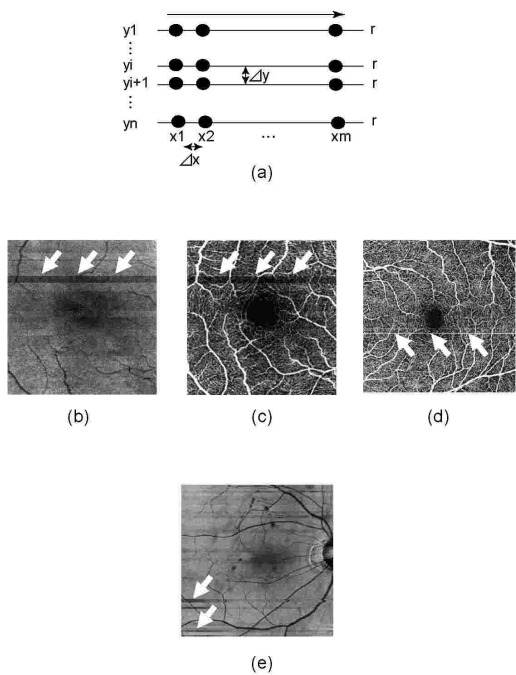 y1 r
⋮
yi r
⊿y
yi+1 r
⋮
yn r
x1 x2 ... xm
⊿x
(a)
(b) (c) (d)
(e)